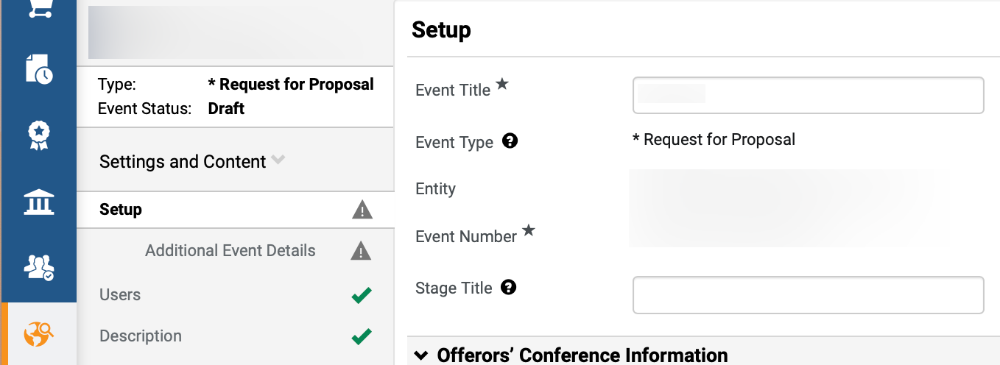 Type: * Request for Proposal
Event Status: Draft
Settings and Content
Setup
Additional Event Details
Users
Description
Setup
Event Title ★
Event Type ? * Request for Proposal
Entity
Event Number ★
Stage Title ?
Offerors’ Conference Information